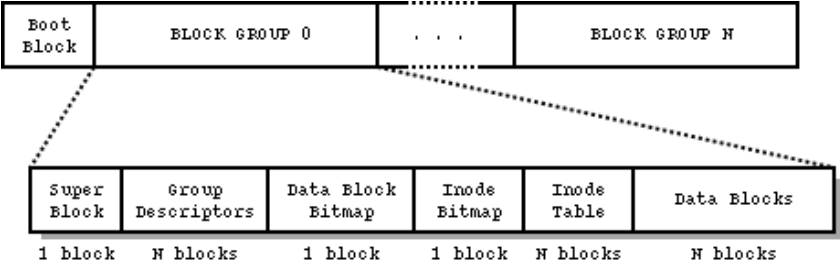 Boot
Block
BLOCK GROUP 0
. . .
BLOCK GROUP N
Super
Block
Group
Descriptors
Data Block
Bitmap
Inode
Bitmap
Inode
Table
Data Blocks
1 block
N blocks
1 block
1 block
N blocks
N blocks